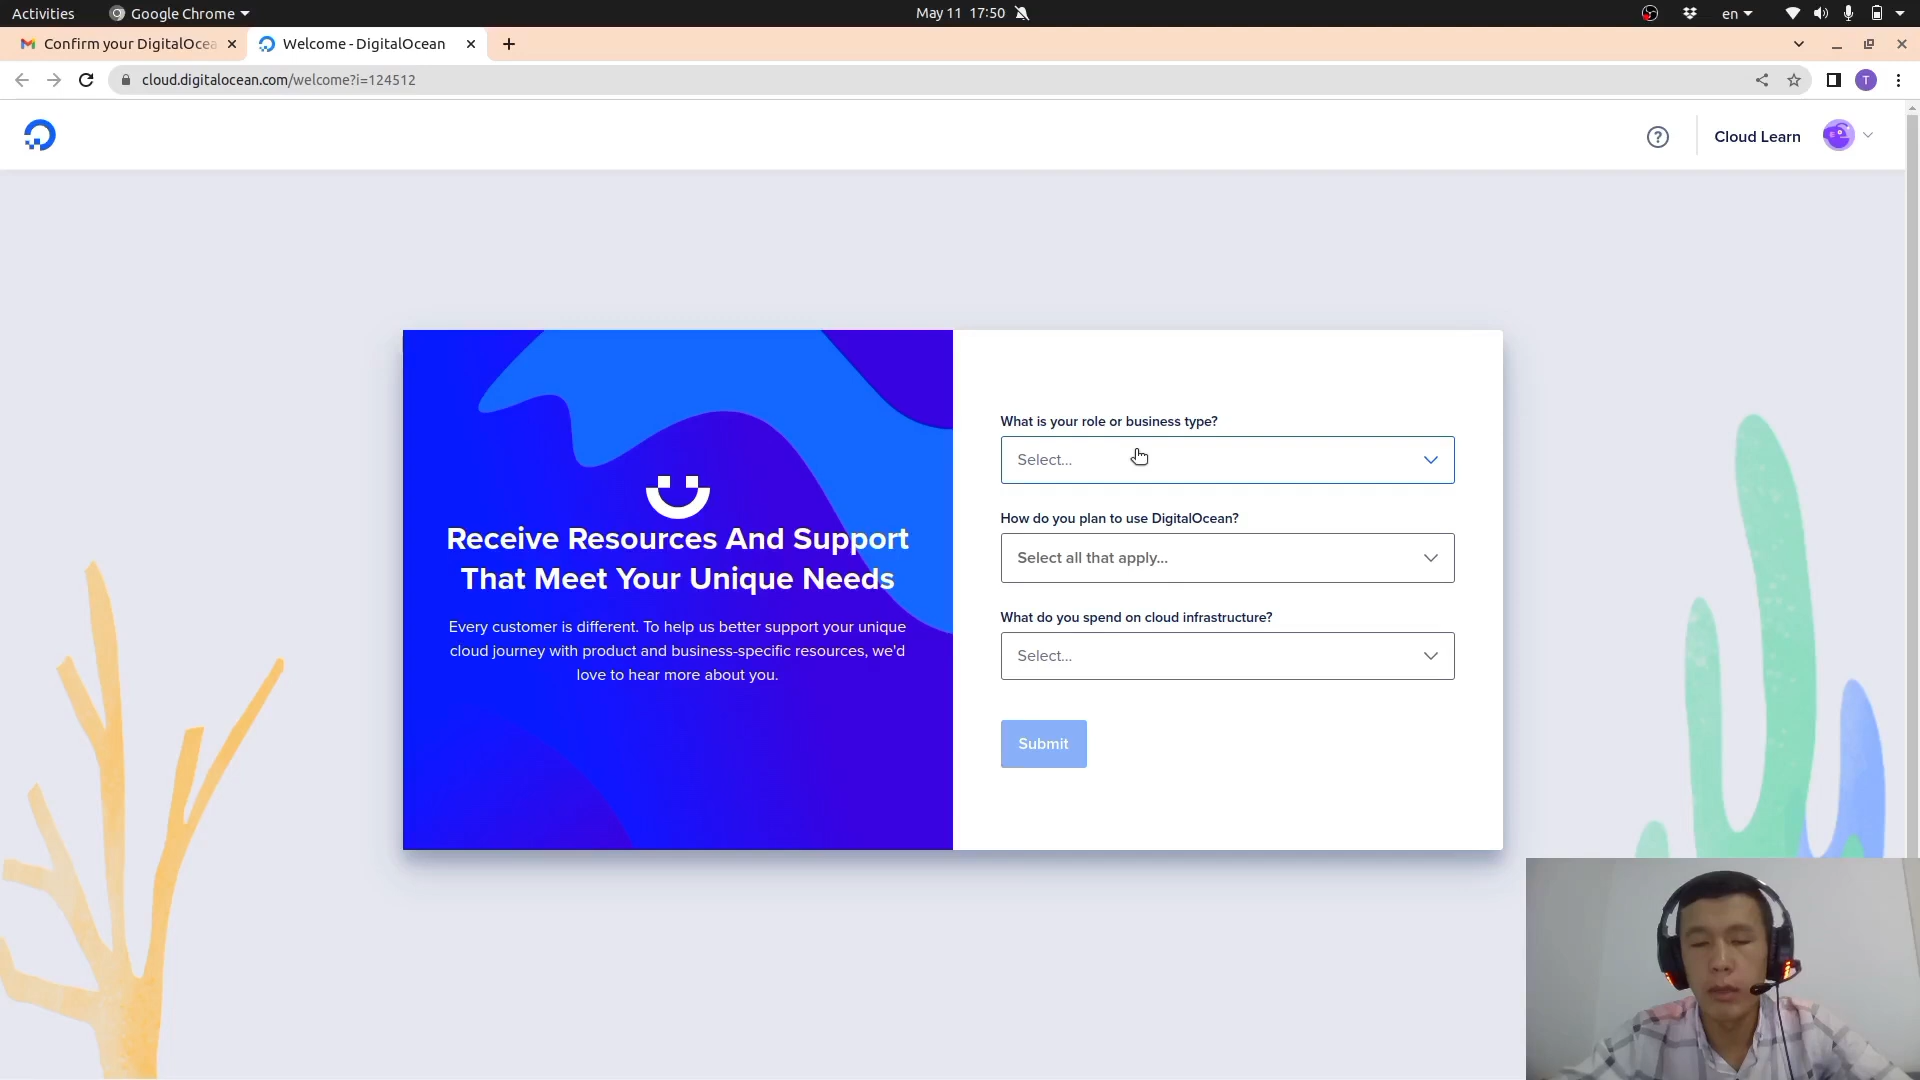 Activities
Google Chrome
May 11 17:50
en
Confirm your DigitalOcea
Welcome - DigitalOcean
cloud.digitalocean.com/welcome?i=124512
T
Cloud Learn
Receive Resources And Support
That Meet Your Unique Needs
Every customer is different. To help us better support your unique
cloud journey with product and business-specific resources, we'd
love to hear more about you.
What is your role or business type?
Select...
How do you plan to use DigitalOcean?
Select all that apply...
What do you spend on cloud infrastructure?
Select...
Submit